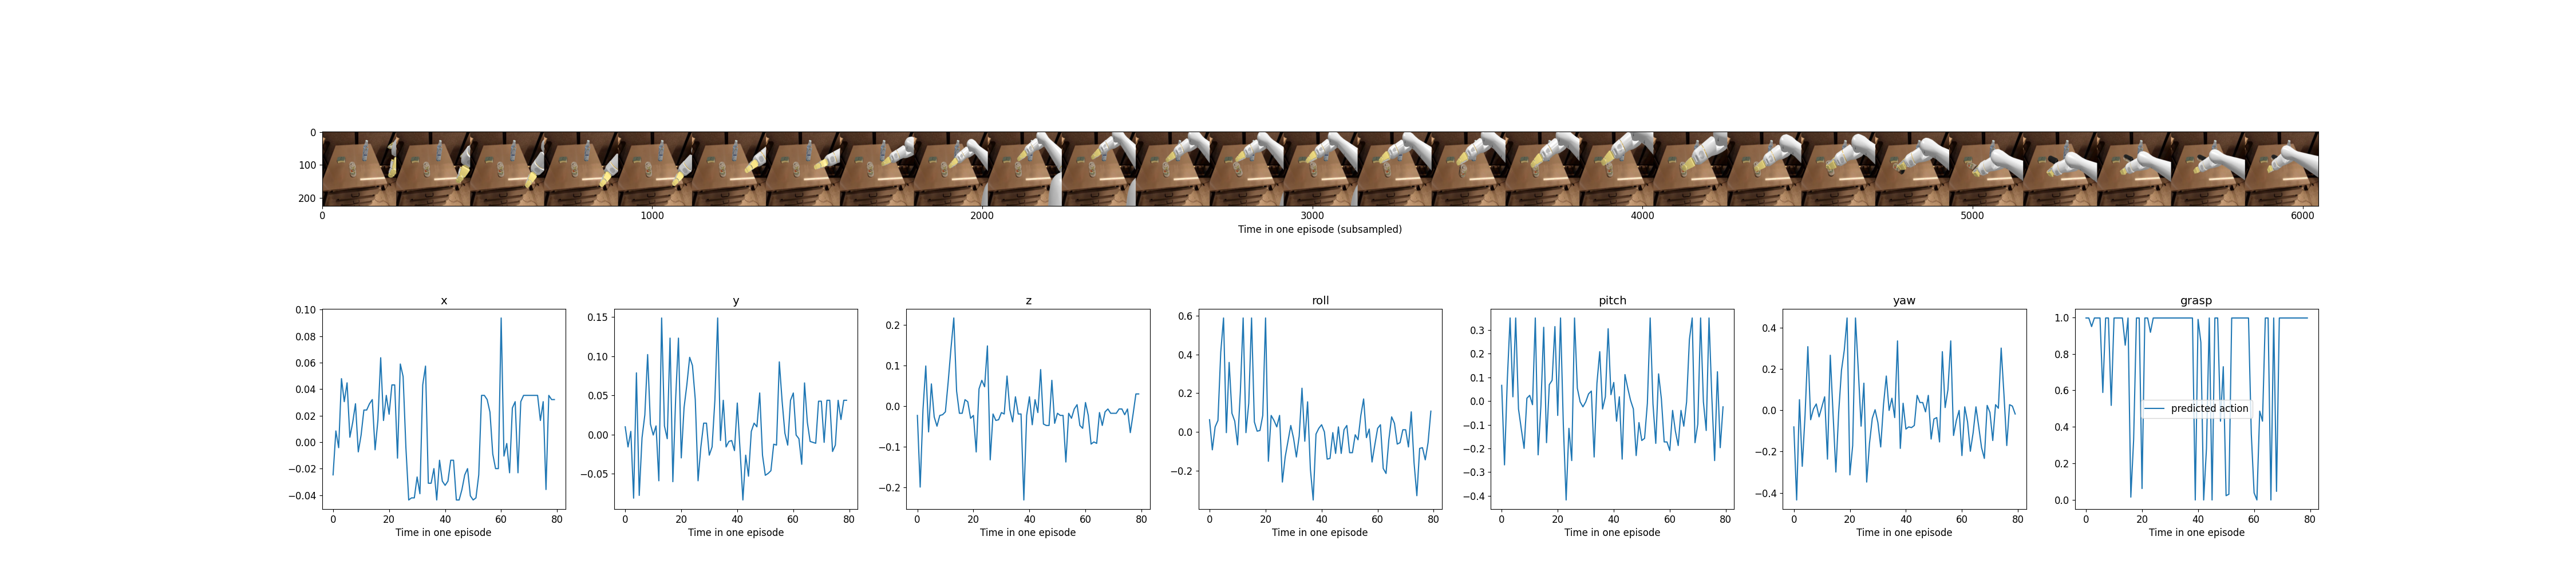 0
100
200
0 1000 2000 3000 4000 5000 6000
Time in one episode (subsampled)
x
0.10
0.08
0.06
0.04
0.02
0.00
−0.02
−0.04
0 20 40 60 80
Time in one episode
y
0.15
0.10
0.05
0.00
−0.05
0 20 40 60 80
Time in one episode
z
0.2
0.1
0.0
−0.1
−0.2
0 20 40 60 80
Time in one episode
roll
0.6
0.4
0.2
0.0
−0.2
0 20 40 60 80
Time in one episode
pitch
0.3
0.2
0.1
0.0
−0.1
−0.2
−0.3
−0.4
0 20 40 60 80
Time in one episode
yaw
0.4
0.2
0.0
−0.2
−0.4
0 20 40 60 80
Time in one episode
grasp
1.0
0.8
0.6
0.4
0.2
0.0
predicted action
0 20 40 60 80
Time in one episode